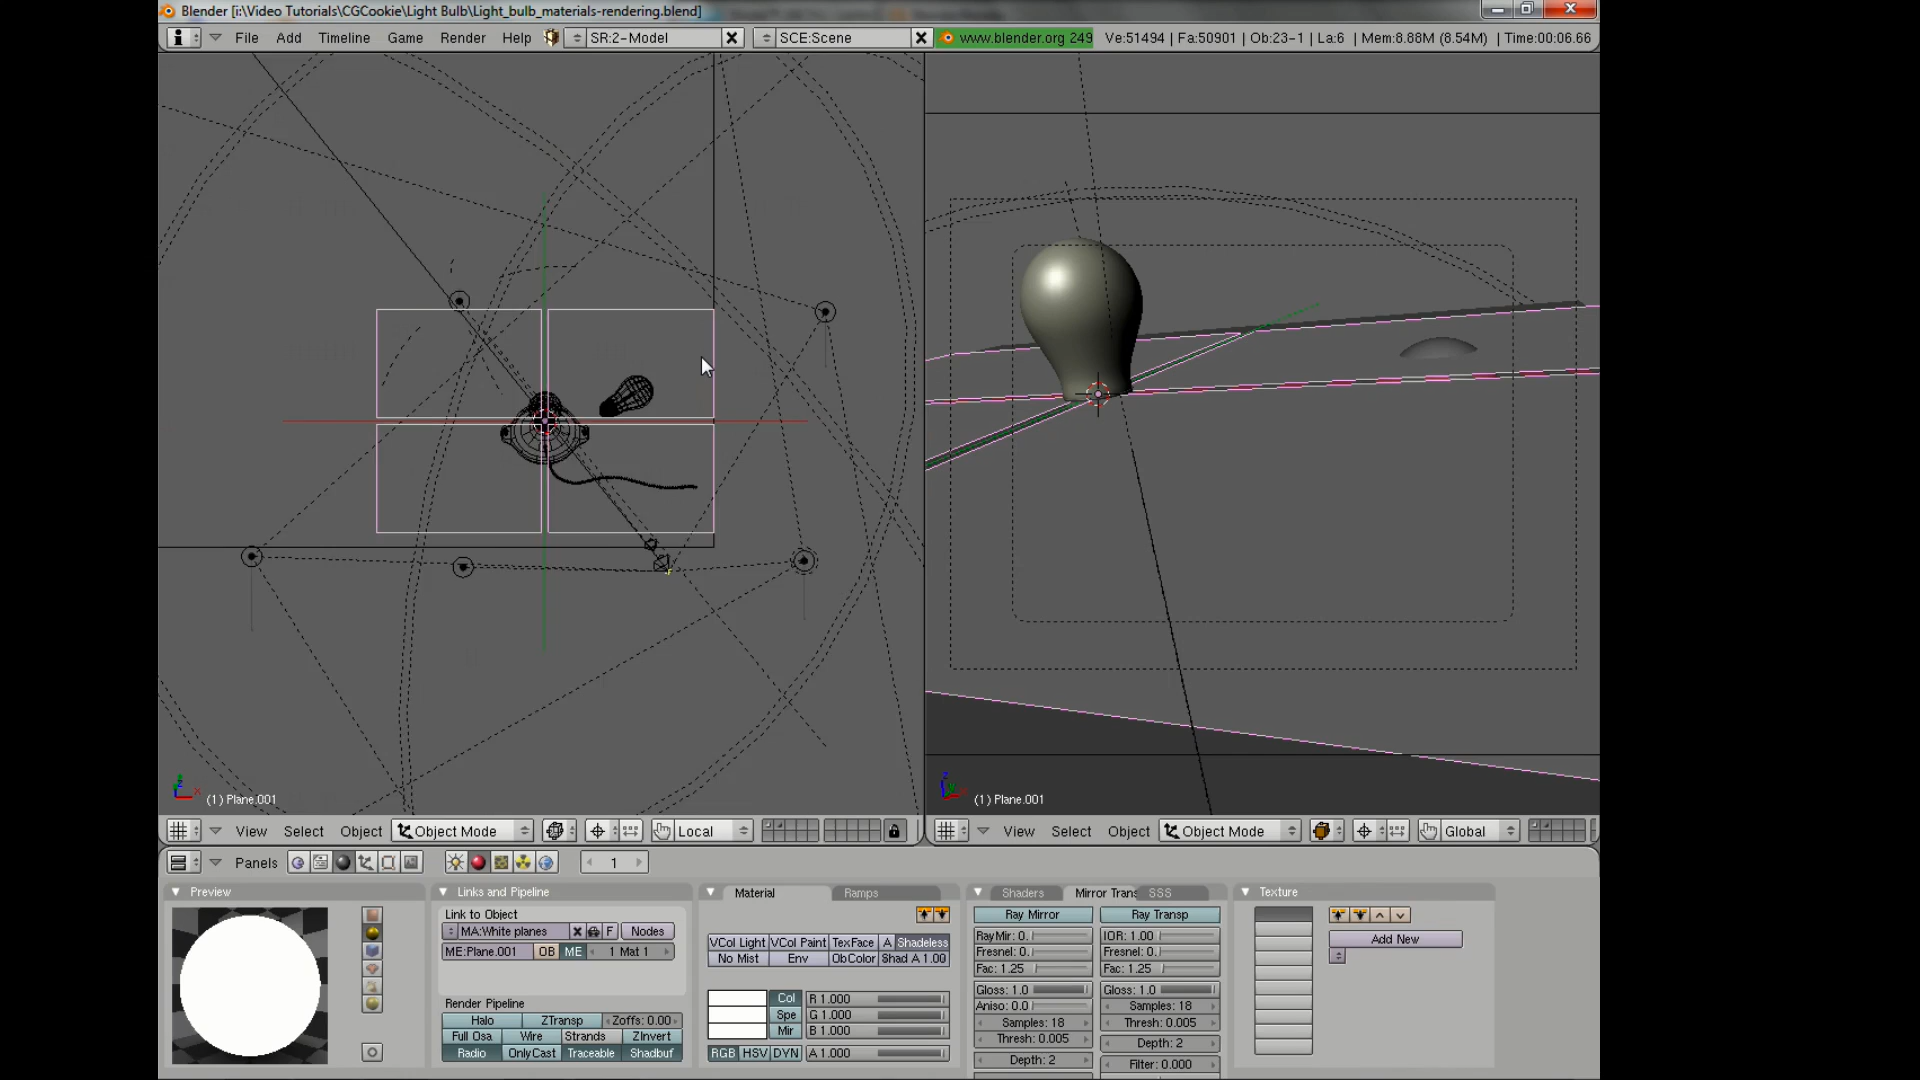 Blender [i:\Video Tutorials\CGCookie\Light Bulb\Light_bulb_materials-rendering.blend]
File Add Timeline Game Render Help SR:2-Model SCE:Scene www.blender.org 249 Ve:51494 | Fa:50901 | Ob:23-1 | La:6 | Mem:8.88M (8.54M) | Time:00:06.66
(1) Plane.001 (1) Plane.001
View Select Object Object Mode Local View Select Object Object Mode Global
Panels 1
Preview Links and Pipeline Material Ramps Shaders Mirror Trans SSS Texture
Link to Object
MA:White planes F Nodes
ME:Plane.001 OB ME 1 Mat 1
Render Pipeline
Halo ZTransp Zoffs: 0.00
Full Osa Wire Strands ZInvert
Radio OnlyCast Traceable Shadbuf
VCol Light VCol Paint TexFace A Shadeless
No Mist Env ObColor Shad A 1.00
Col R 1.000
Spe G 1.000
Mir B 1.000
RGB HSV DYN A 1.000
Ray Mirror Ray Transp
RayMir: 0. IOR: 1.00
Fresnel: 0. Fresnel: 0.
Fac: 1.25 Fac: 1.25
Gloss: 1.0 Gloss: 1.0
Aniso: 0.0 Samples: 18
Samples: 18 Thresh: 0.005
Thresh: 0.005 Depth: 2
Depth: 2 Filter: 0.000
Add New